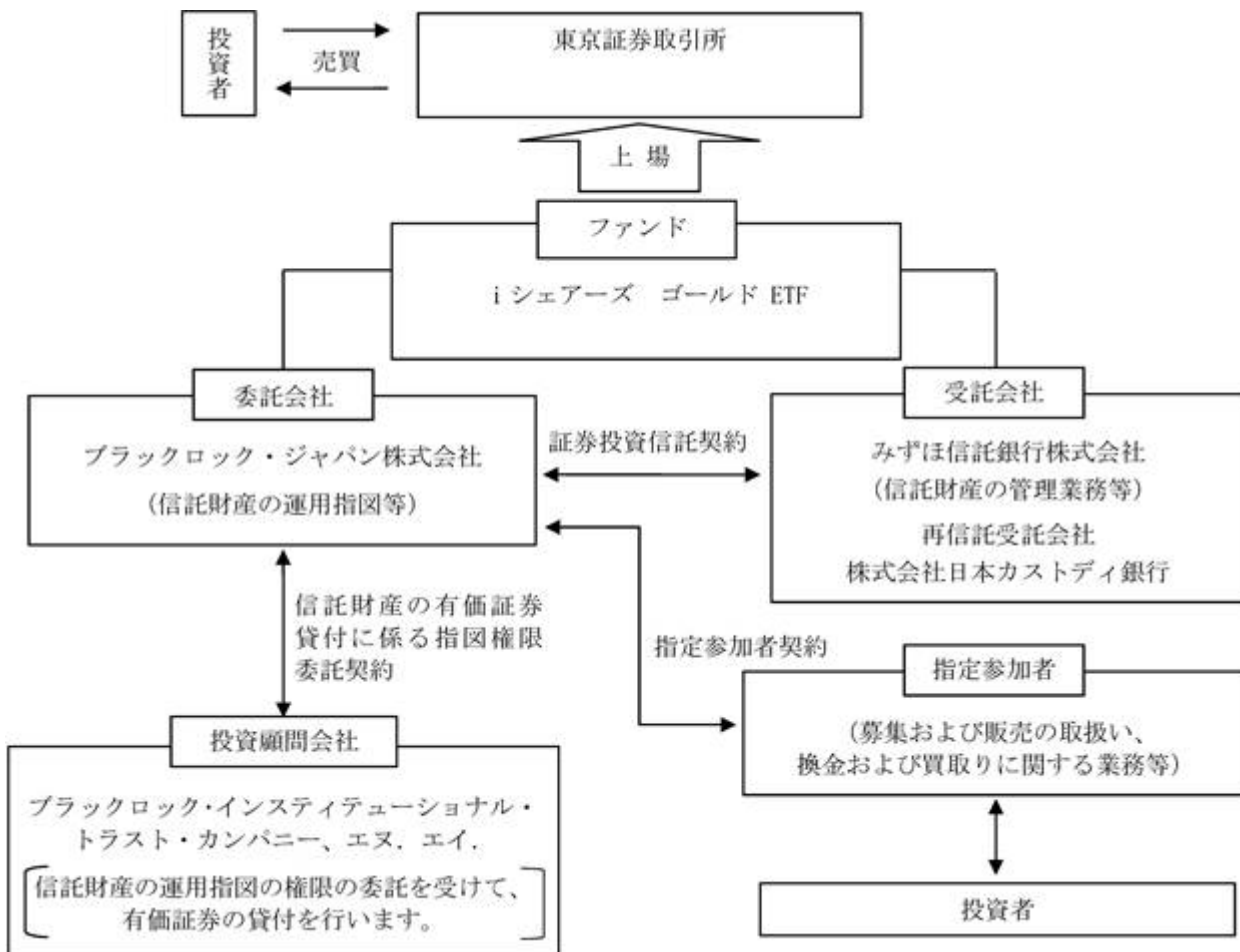 投資者
売買
東京証券取引所
上 場
ファンド
i シェアーズ　ゴールド ETF
委託会社
ブラックロック・ジャパン株式会社
（信託財産の運用指図等）
証券投資信託契約
受託会社
みずほ信託銀行株式会社
（信託財産の管理業務等）
再信託受託会社
株式会社日本カストディ銀行
信託財産の有価証券
貸付に係る指図権限
委託契約
指定参加者契約
指定参加者
（募集および販売の取扱い、
換金および買取りに関する業務等）
投資顧問会社
ブラックロック・インスティテューショナル・
トラスト・カンパニー、エヌ．エイ．
信託財産の運用指図の権限の委託を受けて、
有価証券の貸付を行います。
投資者